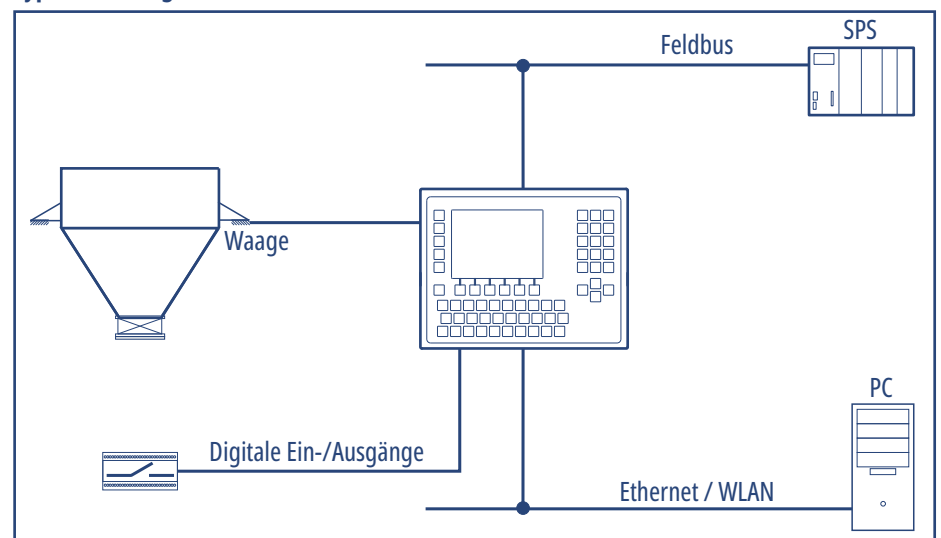 SPS
Feldbus
Waage
PC
Digitale Ein-/Ausgänge
Ethernet / WLAN